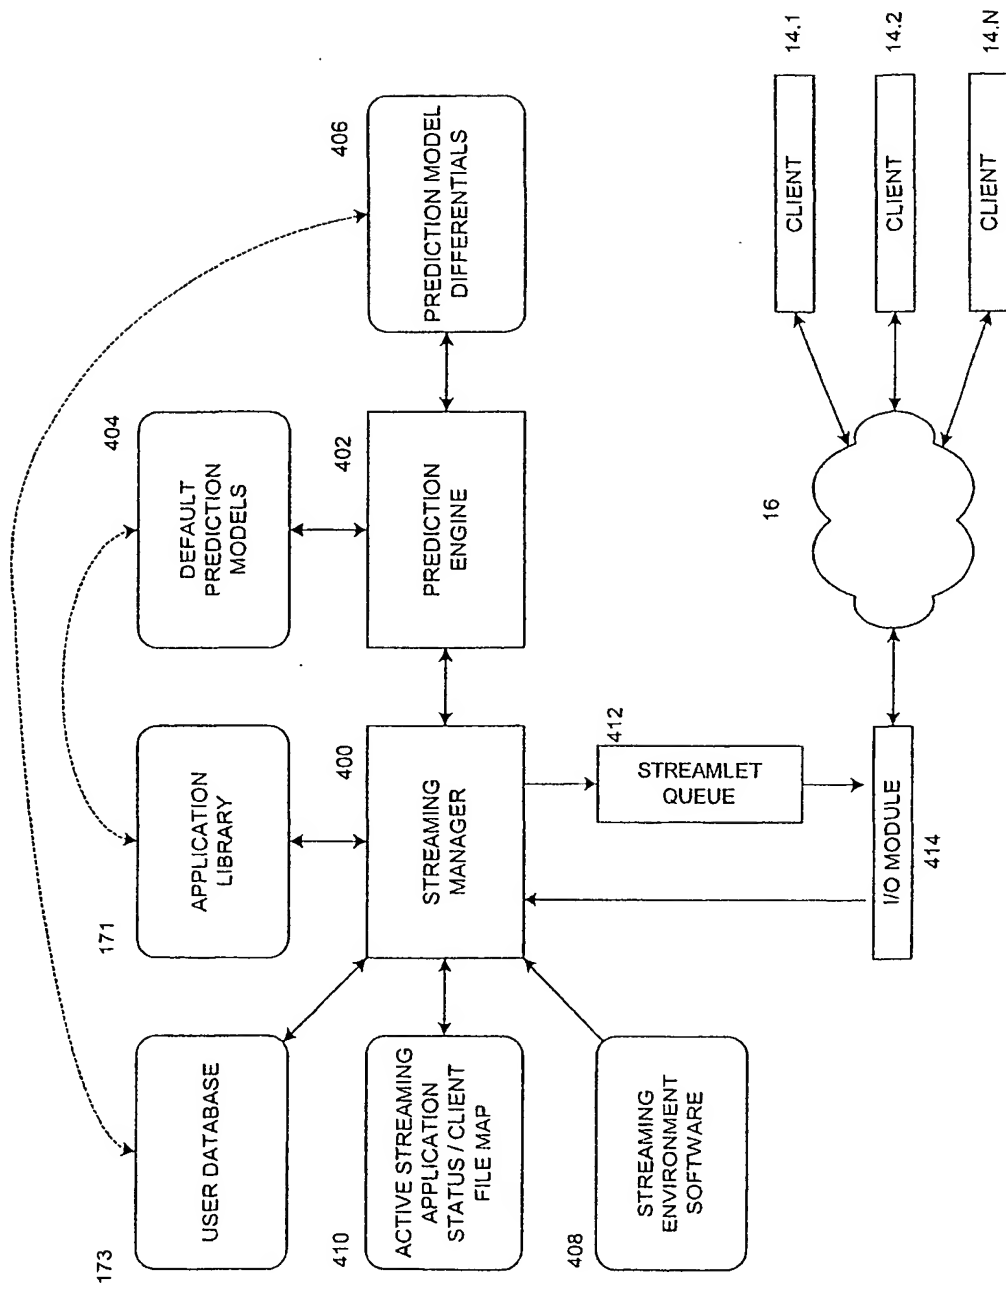 173
USER DATABASE
171
APPLICATION
LIBRARY
404
DEFAULT
PREDICTION
MODELS
410
ACTIVE STREAMING
APPLICATION
STATUS / CLIENT
FILE MAP
400
STREAMING
MANAGER
402
PREDICTION
ENGINE
406
PREDICTION MODEL
DIFFERENTIALS
408
STREAMING
ENVIRONMENT
SOFTWARE
412
STREAMLET
QUEUE
I/O MODULE
414
16
CLIENT
14.1
CLIENT
14.2
CLIENT
14.N